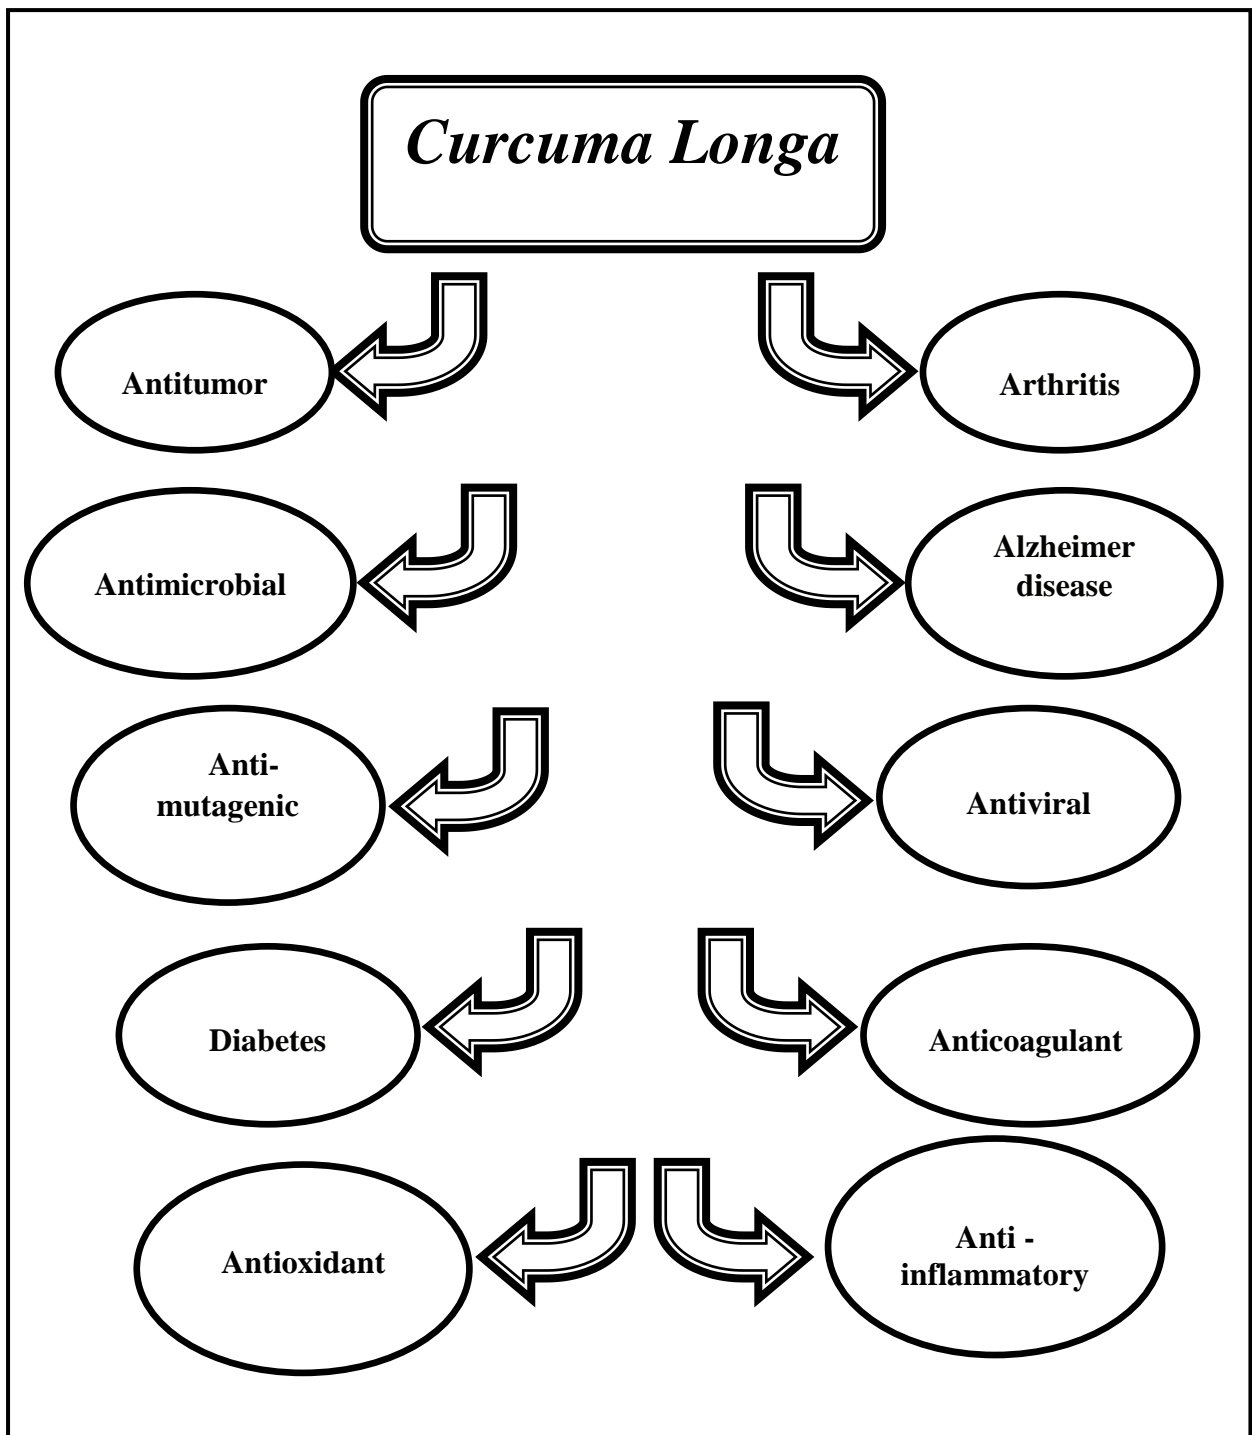 Curcuma Longa
Antitumor
Arthritis
Antimicrobial
Alzheimer
disease
Anti-
mutagenic
Antiviral
Diabetes
Anticoagulant
Antioxidant
Anti -
inflammatory